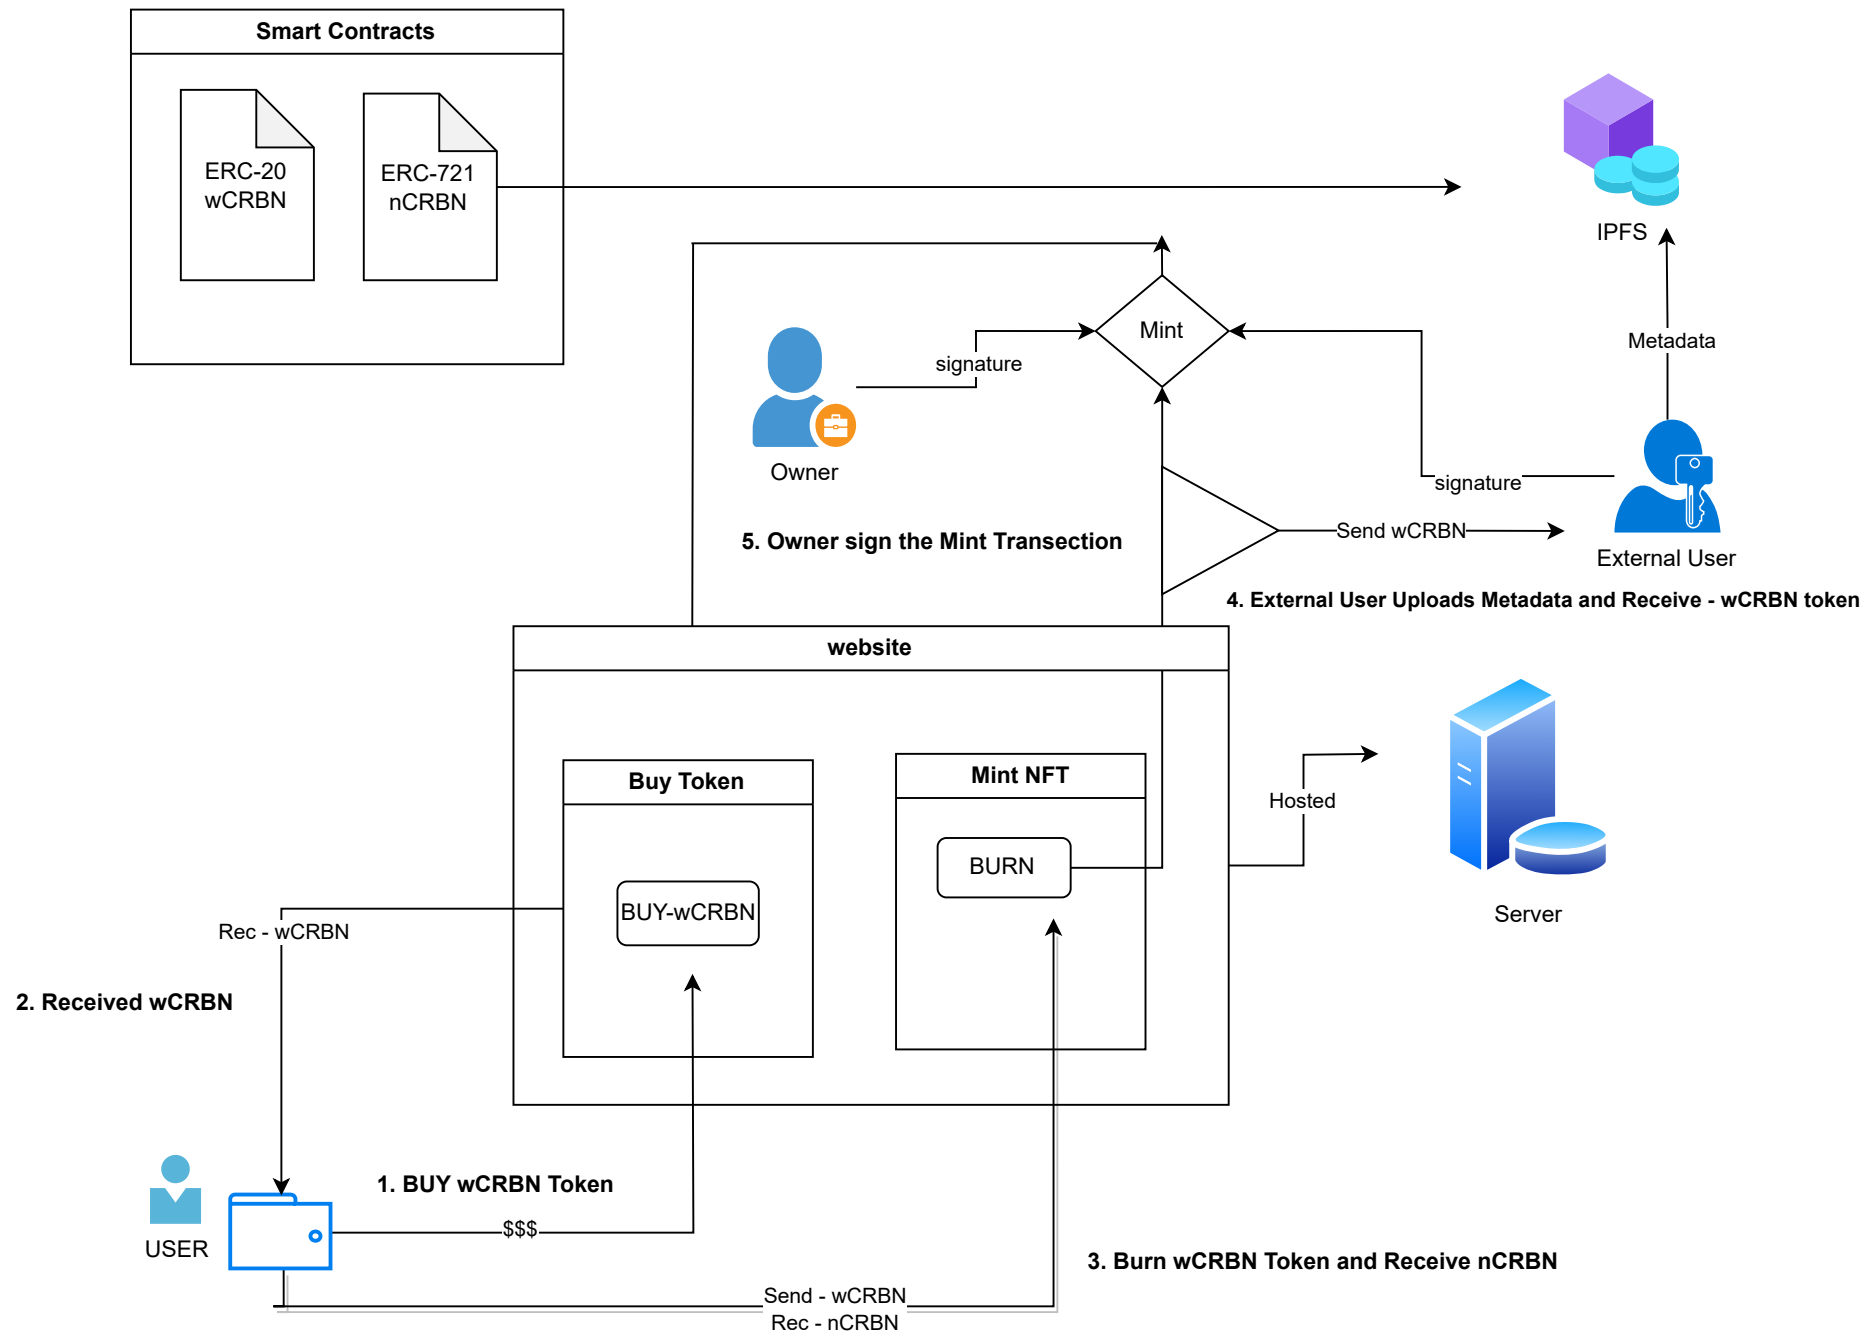 Smart Contracts
ERC-20
wCRBN
ERC-721
nCRBN
IPFS
Mint
signature
Metadata
Owner
signature
Send wCRBN
5. Owner sign the Mint Transection
External User
4. External User Uploads Metadata and Receive - wCRBN token
website
Buy Token
Mint NFT
Hosted
BURN
BUY-wCRBN
Server
Rec - wCRBN
2. Received wCRBN
1. BUY wCRBN Token
$$$
USER
3. Burn wCRBN Token and Receive nCRBN
Send - wCRBN
Rec - nCRBN